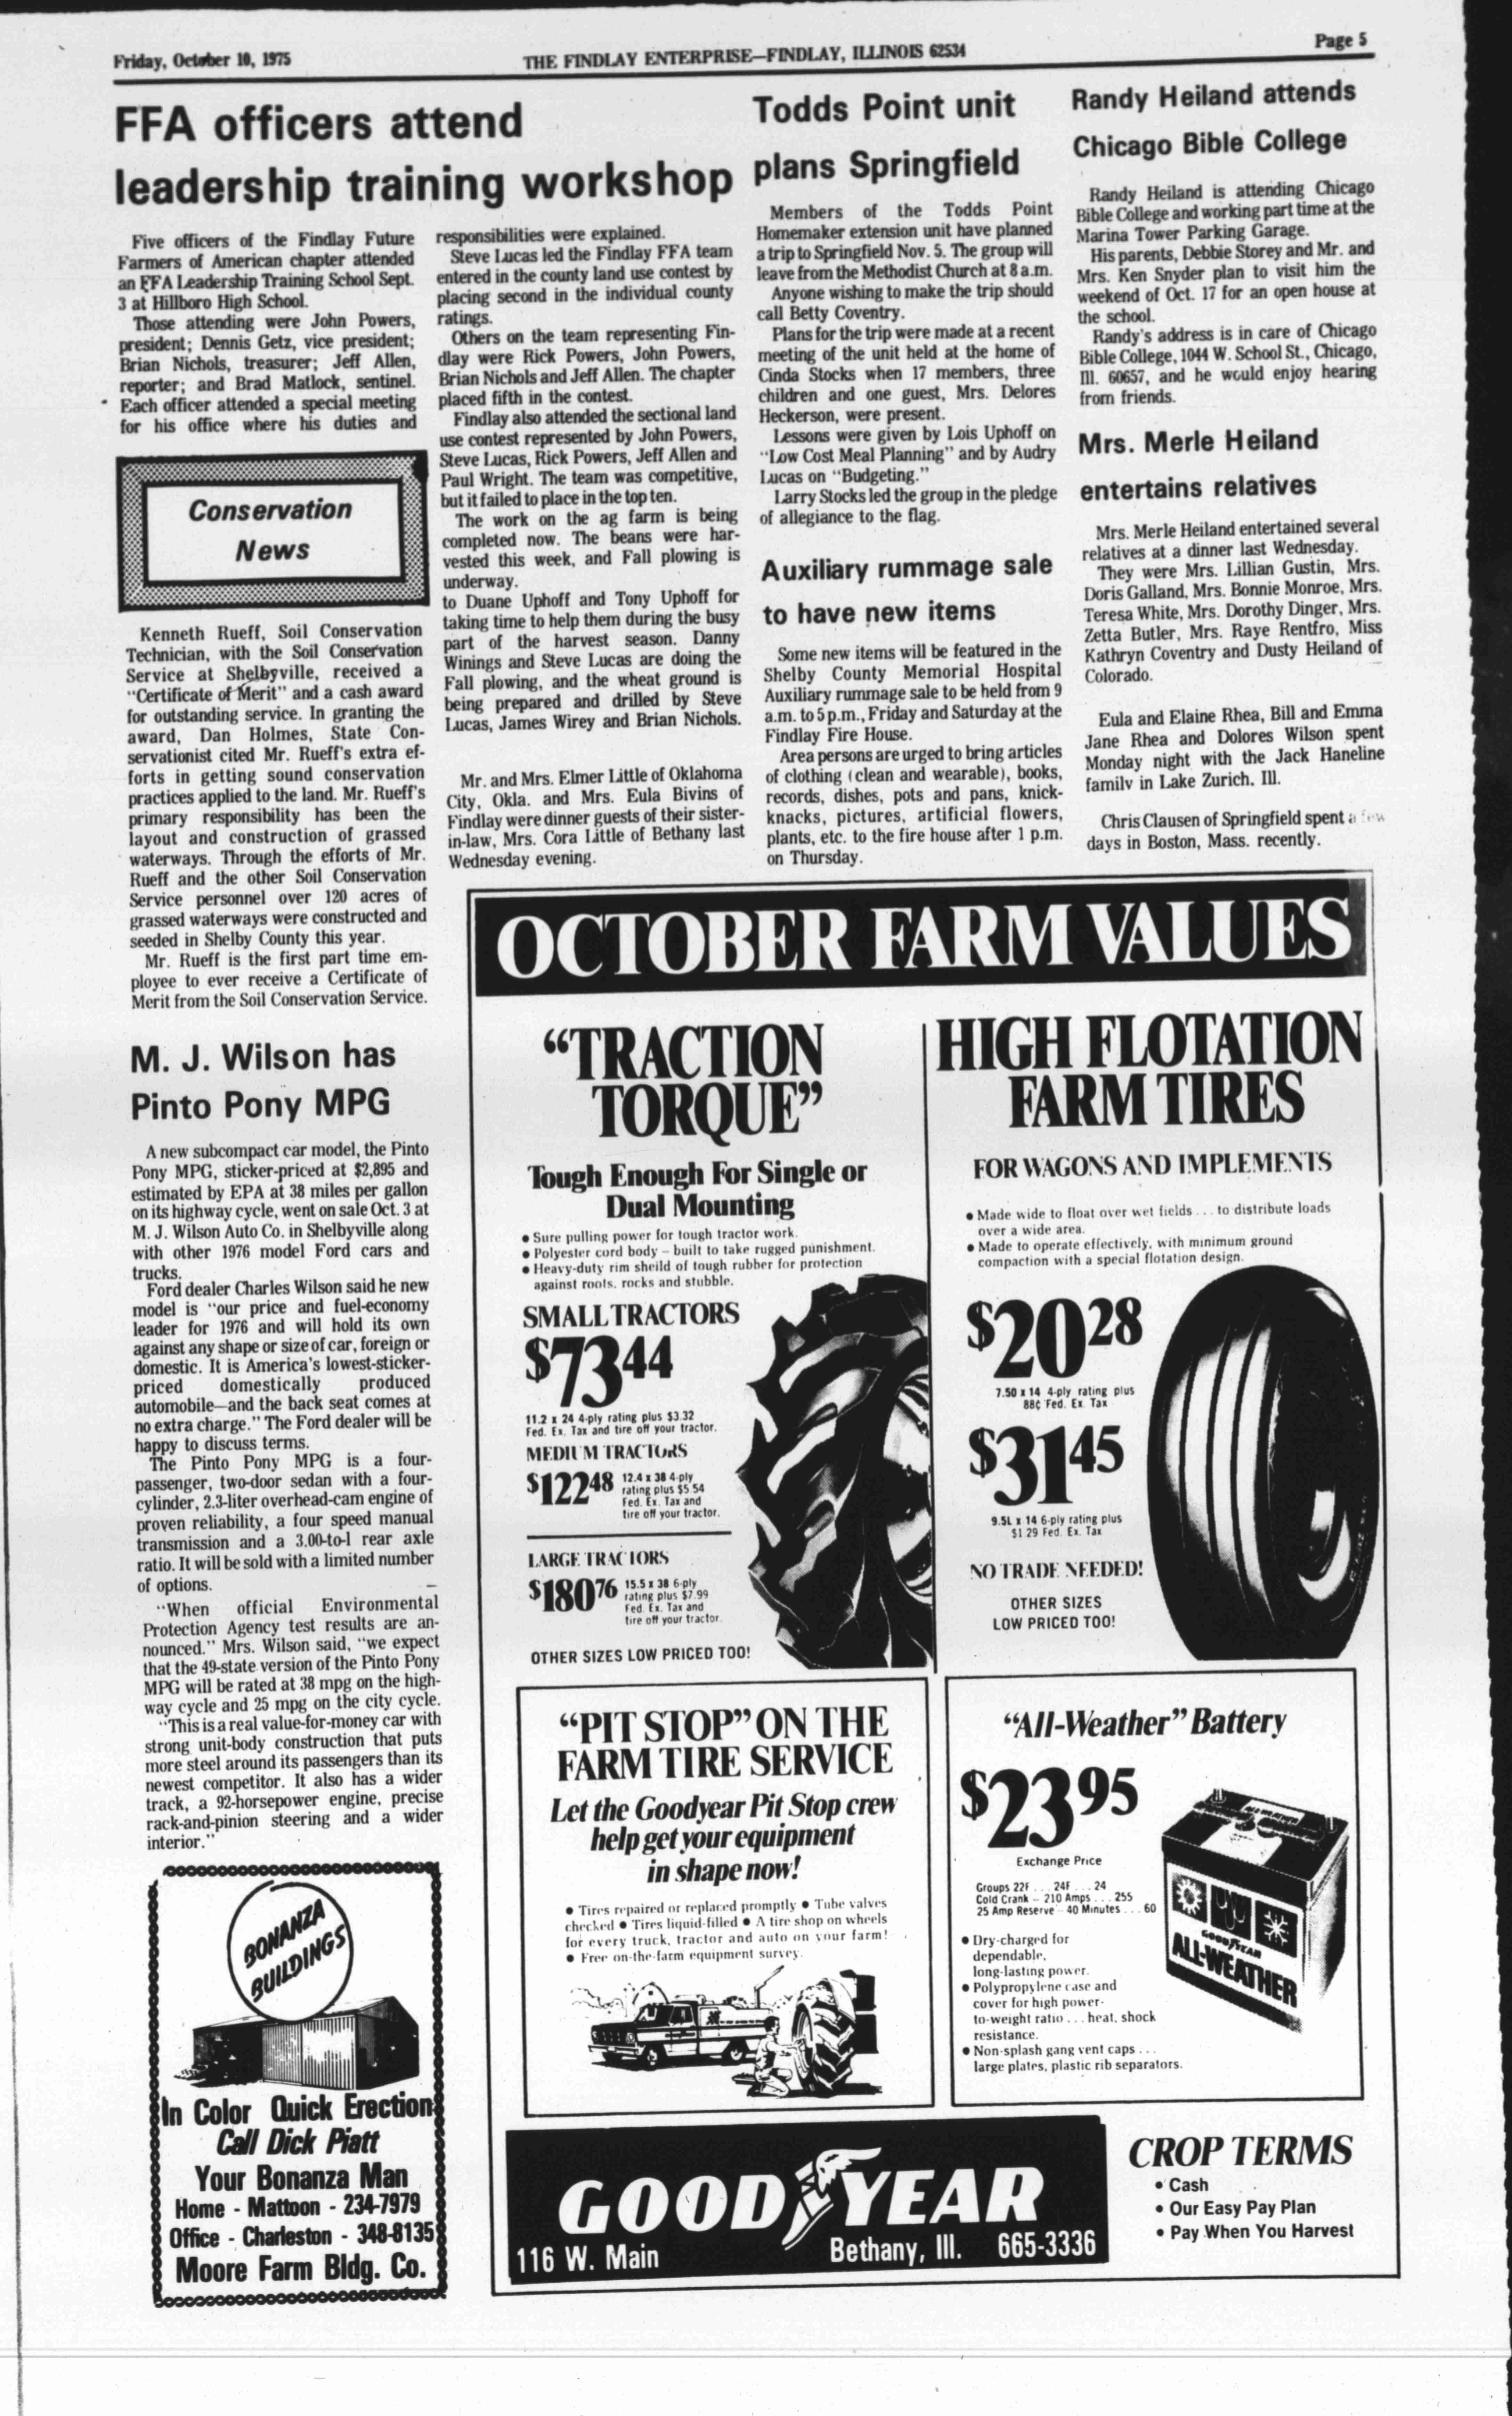 Friday, October 10, 1975
THE FINDLAY ENTERPRISE—FINDLAY, ILLINOIS 62534
Page 5
FFA officers attend
leadership training workshop
Five officers of the Findlay Future
Farmers of American chapter attended
an FFA Leadership Training School Sept.
3 at Hillboro High School.
Those attending were John Powers,
president; Dennis Getz, vice president;
Brian Nichols, treasurer; Jeff Allen,
reporter; and Brad Matlock, sentinel.
Each officer attended a special meeting
for his office where his duties and
responsibilities were explained.
Steve Lucas led the Findlay FFA team
entered in the county land use contest by
placing second in the individual county
ratings.
Others on the team representing Fin-
dlay were Rick Powers, John Powers,
Brian Nichols and Jeff Allen. The chapter
placed fifth in the contest.
Findlay also attended the sectional land
use contest represented by John Powers,
Steve Lucas, Rick Powers, Jeff Allen and
Paul Wright. The team was competitive,
but it failed to place in the top ten.
The work on the ag farm is being
completed now. The beans were har-
vested this week, and Fall plowing is
underway.
to Duane Uphoff and Tony Uphoff for
taking time to help them during the busy
part of the harvest season. Danny
Winings and Steve Lucas are doing the
Fall plowing, and the wheat ground is
being prepared and drilled by Steve
Lucas, James Wirey and Brian Nichols.
Mr. and Mrs. Elmer Little of Oklahoma
City, Okla. and Mrs. Eula Bivins of
Findlay were dinner guests of their sister-
in-law, Mrs. Cora Little of Bethany last
Wednesday evening.
Conservation
News
Kenneth Rueff, Soil Conservation
Technician, with the Soil Conservation
Service at Shelbyville, received a
"Certificate of Merit" and a cash award
for outstanding service. In granting the
award, Dan Holmes, State Con-
servationist cited Mr. Rueff's extra ef-
forts in getting sound conservation
practices applied to the land. Mr. Rueff's
primary responsibility has been the
layout and construction of grassed
waterways. Through the efforts of Mr.
Rueff and the other Soil Conservation
Service personnel over 120 acres of
grassed waterways were constructed and
seeded in Shelby County this year.
Mr. Rueff is the first part time em-
ployee to ever receive a Certificate of
Merit from the Soil Conservation Service.
M. J. Wilson has
Pinto Pony MPG
A new subcompact car model, the Pinto
Pony MPG, sticker-priced at $2,895 and
estimated by EPA at 38 miles per gallon
on its highway cycle, went on sale Oct. 3 at
M. J. Wilson Auto Co. in Shelbyville along
with other 1976 model Ford cars and
trucks.
Ford dealer Charles Wilson said he new
model is "our price and fuel-economy
leader for 1976 and will hold its own
against any shape or size of car, foreign or
domestic. It is America's lowest-sticker-
priced domestically produced
automobile—and the back seat comes at
no extra charge." The Ford dealer will be
happy to discuss terms.
The Pinto Pony MPG is a four-
passenger, two-door sedan with a four-
cylinder, 2.3-liter overhead-cam engine of
proven reliability, a four speed manual
transmission and a 3.00-to-1 rear axle
ratio. It will be sold with a limited number
of options.
"When official Environmental
Protection Agency test results are an-
nounced." Mrs. Wilson said, "we expect
that the 49-state version of the Pinto Pony
MPG will be rated at 38 mpg on the high-
way cycle and 25 mpg on the city cycle.
"This is a real value-for-money car with
strong unit-body construction that puts
more steel around its passengers than its
newest competitor. It also has a wider
track, a 92-horsepower engine, precise
rack-and-pinion steering and a wider
interior."
Todds Point unit
plans Springfield
Members of the Todds Point
Homemaker extension unit have planned
a trip to Springfield Nov. 5. The group will
leave from the Methodist Church at 8 a.m.
Anyone wishing to make the trip should
call Betty Coventry.
Plans for the trip were made at a recent
meeting of the unit held at the home of
Cinda Stocks when 17 members, three
children and one guest, Mrs. Delores
Heckerson, were present.
Lessons were given by Lois Uphoff on
"Low Cost Meal Planning" and by Audry
Lucas on "Budgeting."
Larry Stocks led the group in the pledge
of allegiance to the flag.
Auxiliary rummage sale
to have new items
Some new items will be featured in the
Shelby County Memorial Hospital
Auxiliary rummage sale to be held from 9
a.m. to 5 p.m., Friday and Saturday at the
Findlay Fire House.
Area persons are urged to bring articles
of clothing (clean and wearable), books,
records, dishes, pots and pans, knick-
knacks, pictures, artificial flowers,
plants, etc. to the fire house after 1 p.m.
on Thursday.
Randy Heiland attends
Chicago Bible College
Randy Heiland is attending Chicago
Bible College and working part time at the
Marina Tower Parking Garage.
His parents, Debbie Storey and Mr. and
Mrs. Ken Snyder plan to visit him the
weekend of Oct. 17 for an open house at
the school.
Randy's address is in care of Chicago
Bible College, 1044 W. School St., Chicago,
Ill. 60657, and he would enjoy hearing
from friends.
Mrs. Merle Heiland
entertains relatives
Mrs. Merle Heiland entertained several
relatives at a dinner last Wednesday.
They were Mrs. Lillian Gustin, Mrs.
Doris Galland, Mrs. Bonnie Monroe, Mrs.
Teresa White, Mrs. Dorothy Dinger, Mrs.
Zetta Butler, Mrs. Raye Rentfro, Miss
Kathryn Coventry and Dusty Heiland of
Colorado.
Eula and Elaine Rhea, Bill and Emma
Jane Rhea and Dolores Wilson spent
Monday night with the Jack Haneline
family in Lake Zurich, Ill.
Chris Clausen of Springfield spent a few
days in Boston, Mass. recently.
OCTOBER FARM VALUES
"TRACTION
TORQUE"
Tough Enough For Single or
Dual Mounting
• Sure pulling power for tough tractor work.
• Polyester cord body – built to take rugged punishment.
• Heavy-duty rim sheild of tough rubber for protection
against roots, rocks and stubble.
SMALL TRACTORS
$73 44
11.2 x 24 4-ply rating plus $3.32
Fed. Ex. Tax and tire off your tractor.
MEDIUM TRACTORS
$122 48
12.4 x 38 4-ply
rating plus $5.54
Fed. Ex. Tax and
tire off your tractor.
LARGE TRACTORS
$180 76
15.5 x 38 6-ply
rating plus $7.99
Fed. Ex. Tax and
tire off your tractor.
OTHER SIZES LOW PRICED TOO!
HIGH FLOTATION
FARM TIRES
FOR WAGONS AND IMPLEMENTS
• Made wide to float over wet fields . . . to distribute loads
over a wide area.
• Made to operate effectively, with minimum ground
compaction with a special flotation design.
$20 28
7.50 x 14 4-ply rating plus
88¢ Fed. Ex. Tax
$31 45
9.5L x 14 6-ply rating plus
$1.29 Fed. Ex. Tax
NO TRADE NEEDED!
OTHER SIZES
LOW PRICED TOO!
"PIT STOP" ON THE
FARM TIRE SERVICE
Let the Goodyear Pit Stop crew
help get your equipment
in shape now!
• Tires repaired or replaced promptly • Tube valves
checked • Tires liquid-filled • A tire shop on wheels
for every truck, tractor and auto on your farm!
• Free on-the-farm equipment survey.
"All-Weather" Battery
$23 95
Exchange Price
Groups 22F . . . 24F . . . 24
Cold Crank – 210 Amps . . . 255
25 Amp Reserve – 40 Minutes . . . 60
• Dry-charged for
dependable,
long-lasting power.
• Polypropylene case and
cover for high power-
to-weight ratio . . . heat, shock
resistance.
• Non-splash gang vent caps . . .
large plates, plastic rib separators.
GOODYEAR
ALL-WEATHER
BONANZA
BUILDINGS
In Color Quick Erection
Call Dick Piatt
Your Bonanza Man
Home - Mattoon - 234-7979
Office - Charleston - 348-8135
Moore Farm Bldg. Co.
GOODYEAR
116 W. Main
Bethany, Ill. 665-3336
CROP TERMS
• Cash
• Our Easy Pay Plan
• Pay When You Harvest